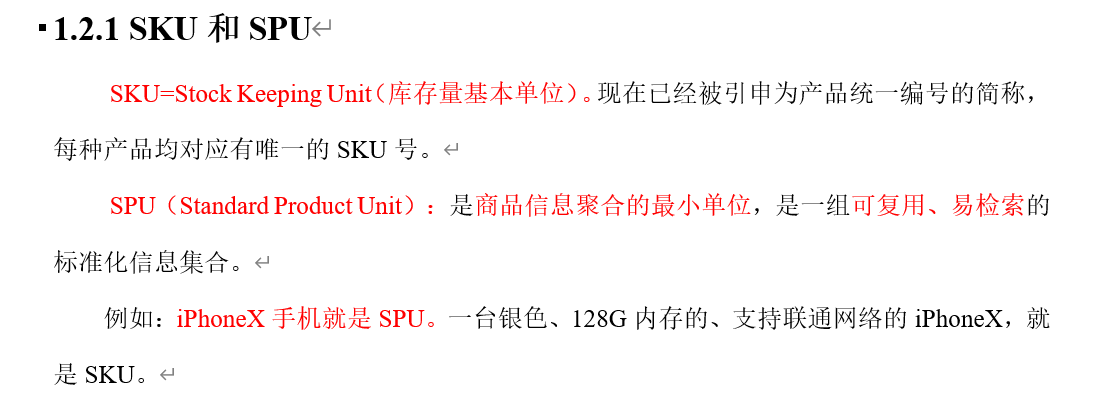 1.2.1 SKU 和 SPU
SKU=Stock Keeping Unit（库存量基本单位）。现在已经被引申为产品统一编号的简称，
每种产品均对应有唯一的 SKU 号。
SPU（Standard Product Unit）：是商品信息聚合的最小单位，是一组可复用、易检索的
标准化信息集合。
例如：iPhoneX 手机就是 SPU。一台银色、128G 内存的、支持联通网络的 iPhoneX，就
是 SKU。